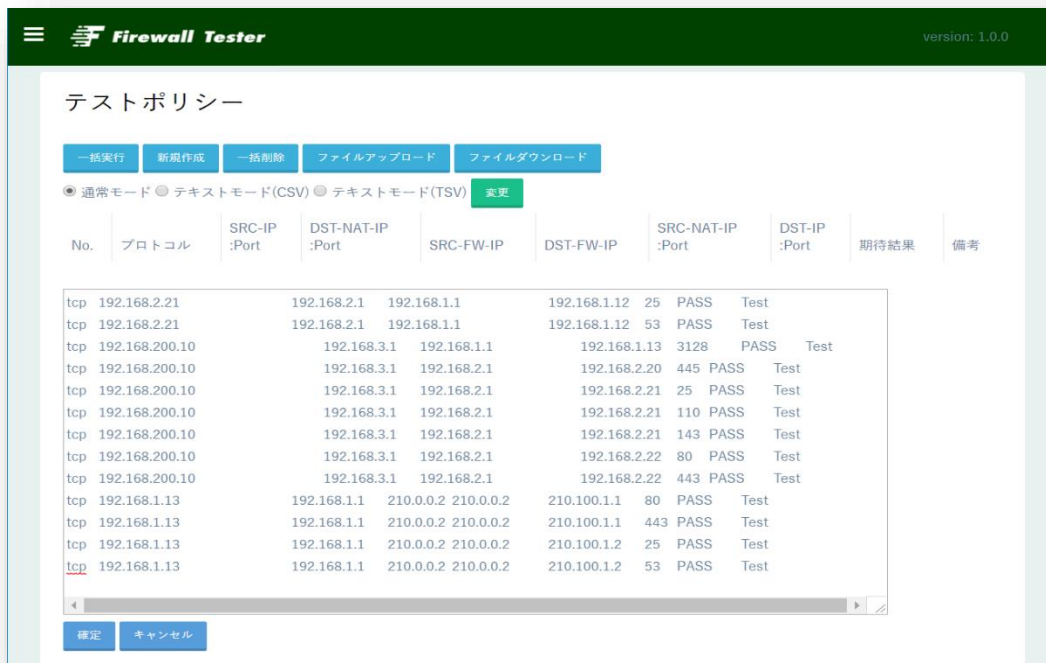 Firewall Tester version: 1.0.0
テストポリシー
一括実行 新規作成 一括削除 ファイルアップロード ファイルダウンロード
通常モード テキストモード(CSV) テキストモード(TSV) 変更
No. プロトコル SRC-IP :Port DST-NAT-IP :Port SRC-FW-IP DST-FW-IP SRC-NAT-IP :Port DST-IP :Port 期待結果 備考
tcp 192.168.2.21 192.168.2.1 192.168.1.1 192.168.1.12 25 PASS Test
tcp 192.168.2.21 192.168.2.1 192.168.1.1 192.168.1.12 53 PASS Test
tcp 192.168.200.10 192.168.3.1 192.168.1.1 192.168.1.13 3128 PASS Test
tcp 192.168.200.10 192.168.3.1 192.168.2.1 192.168.2.20 445 PASS Test
tcp 192.168.200.10 192.168.3.1 192.168.2.1 192.168.2.21 25 PASS Test
tcp 192.168.200.10 192.168.3.1 192.168.2.1 192.168.2.21 110 PASS Test
tcp 192.168.200.10 192.168.3.1 192.168.2.1 192.168.2.21 143 PASS Test
tcp 192.168.200.10 192.168.3.1 192.168.2.1 192.168.2.22 80 PASS Test
tcp 192.168.200.10 192.168.3.1 192.168.2.1 192.168.2.22 443 PASS Test
tcp 192.168.1.13 192.168.1.1 210.0.0.2 210.0.0.2 210.100.1.1 80 PASS Test
tcp 192.168.1.13 192.168.1.1 210.0.0.2 210.0.0.2 210.100.1.1 443 PASS Test
tcp 192.168.1.13 192.168.1.1 210.0.0.2 210.0.0.2 210.100.1.2 25 PASS Test
tcp 192.168.1.13 192.168.1.1 210.0.0.2 210.0.0.2 210.100.1.2 53 PASS Test
確定 キャンセル